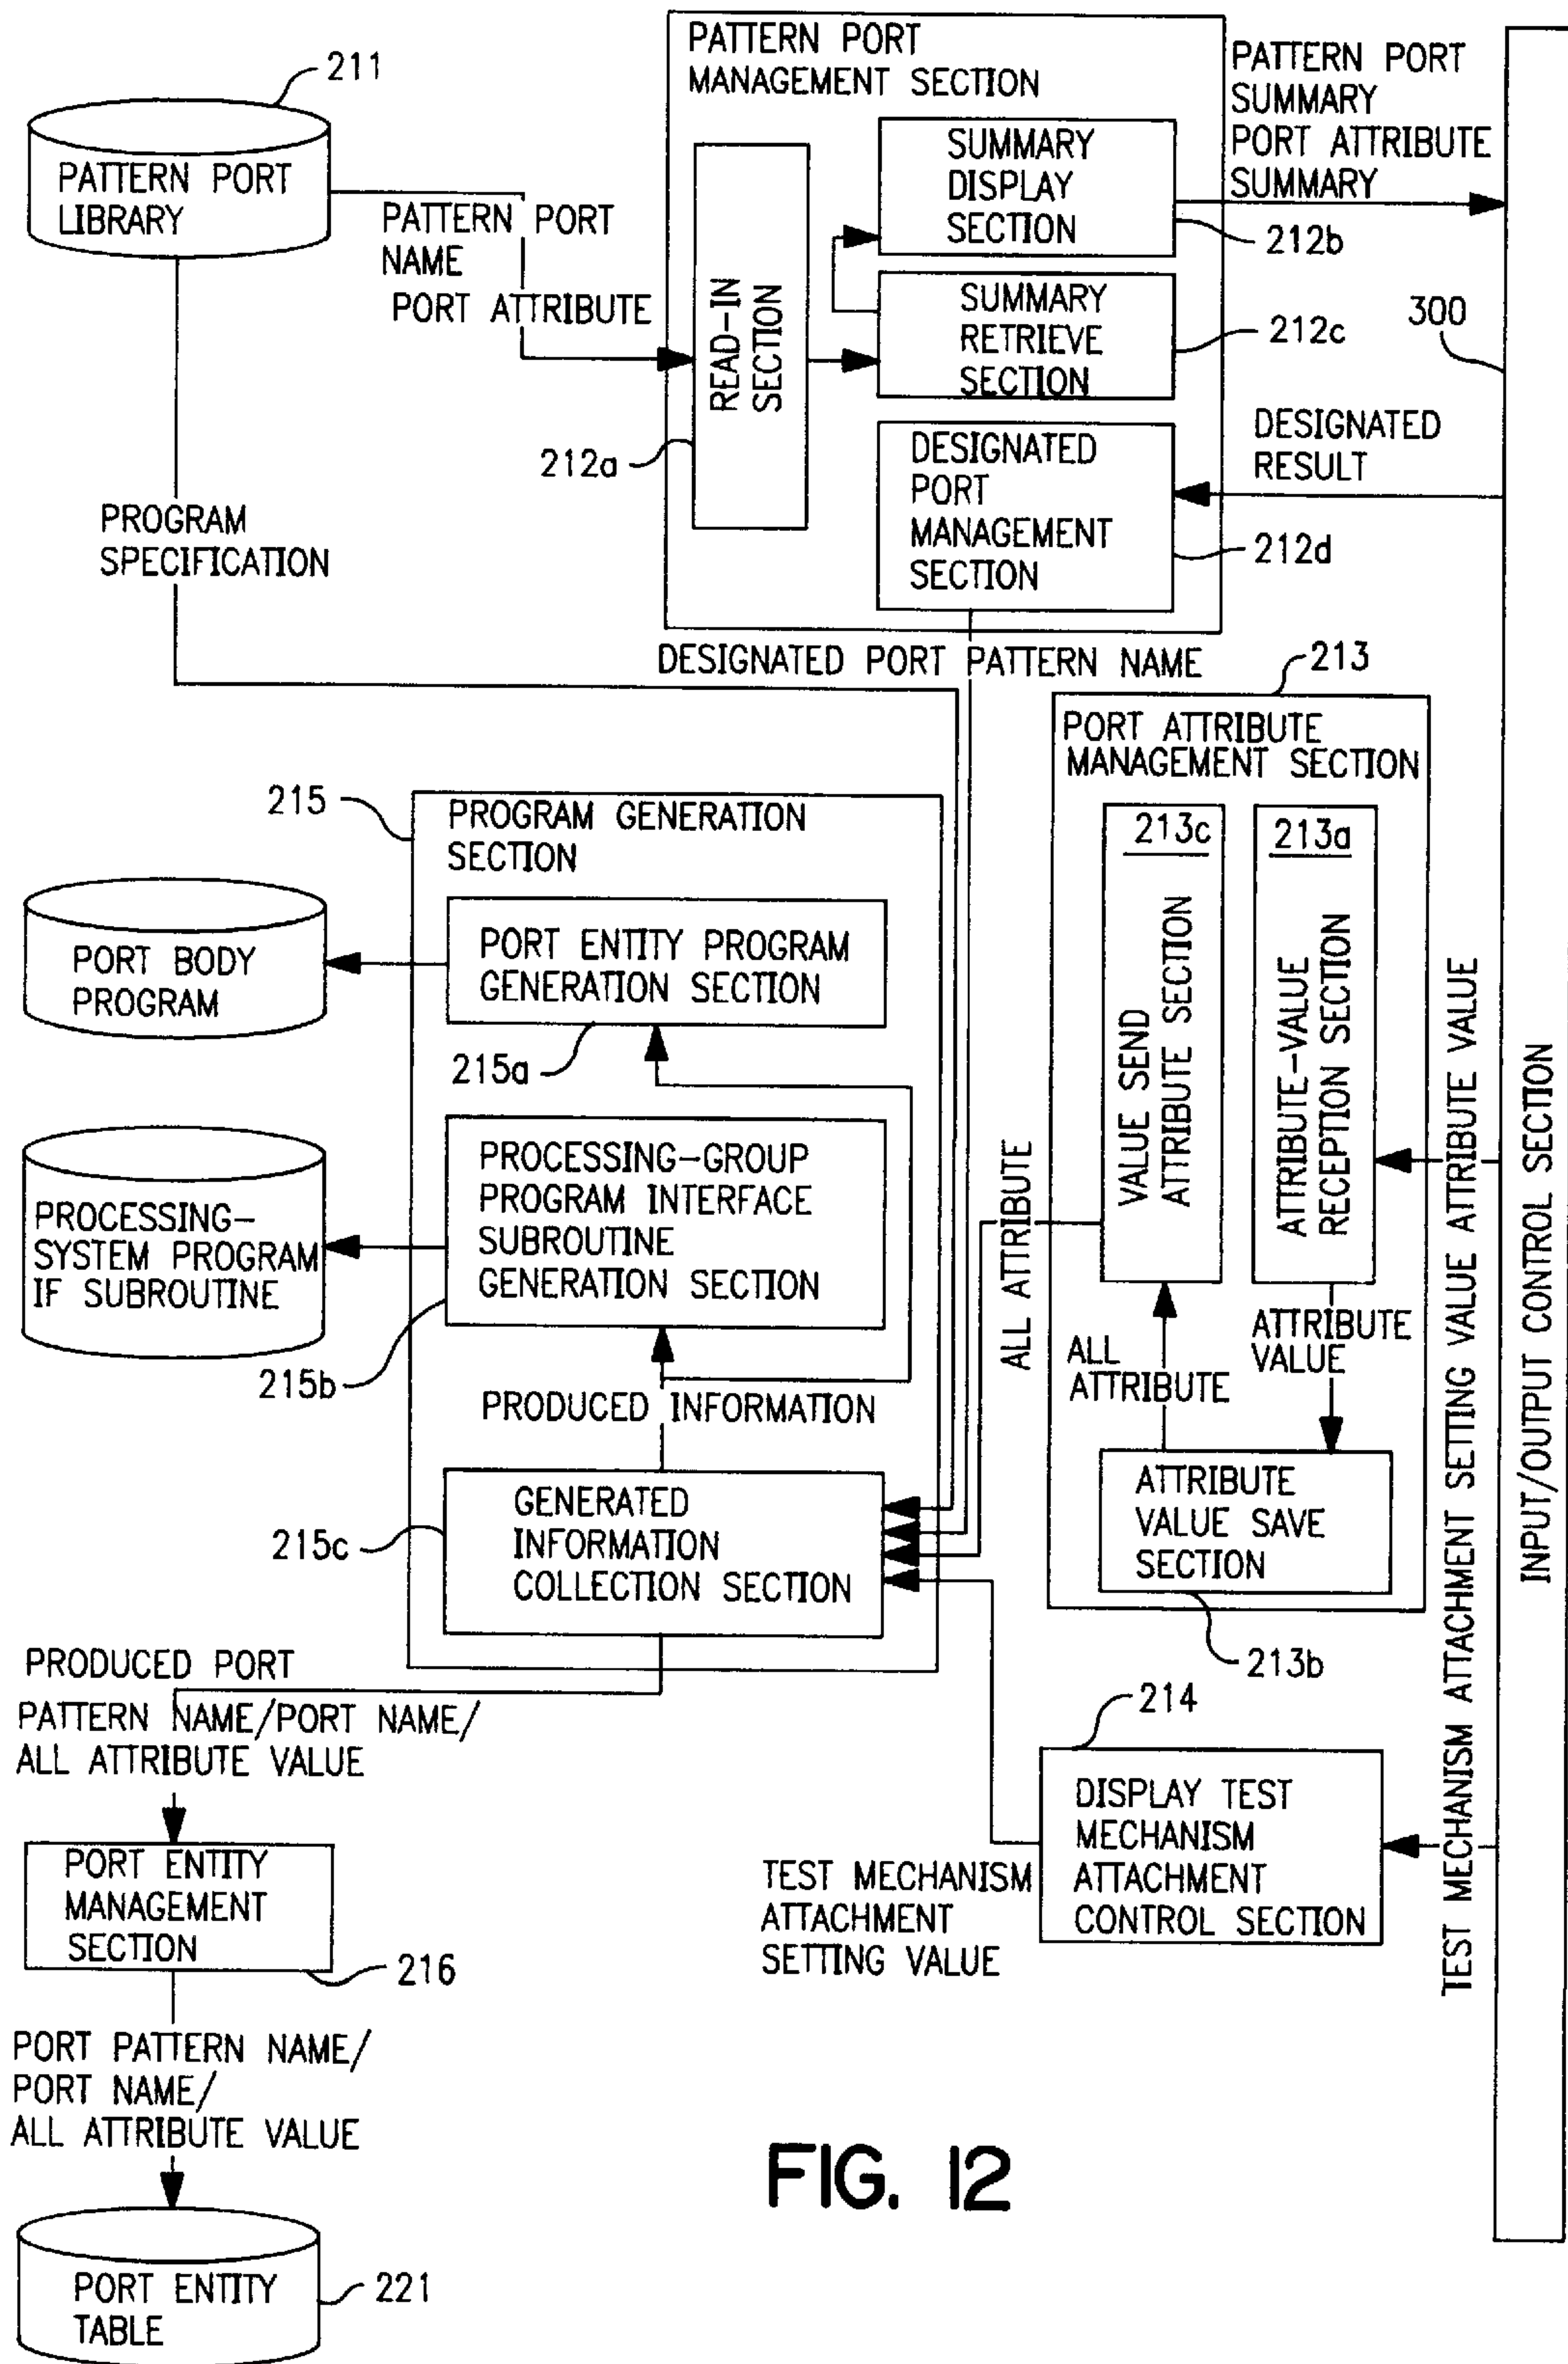 211
PATTERN PORT
LIBRARY
PATTERN PORT
NAME
PORT ATTRIBUTE
PROGRAM
SPECIFICATION
PATTERN PORT
MANAGEMENT SECTION
READ-IN
SECTION
212a
SUMMARY
DISPLAY
SECTION
212b
SUMMARY
RETRIEVE
SECTION
212c
DESIGNATED
PORT
MANAGEMENT
SECTION
212d
PATTERN PORT
SUMMARY
PORT ATTRIBUTE
SUMMARY
300
DESIGNATED
RESULT
DESIGNATED PORT PATTERN NAME
213
PORT ATTRIBUTE
MANAGEMENT SECTION
213c
VALUE SEND
ATTRIBUTE SECTION
213a
ATTRIBUTE-VALUE
RECEPTION SECTION
ALL
ATTRIBUTE
ATTRIBUTE
VALUE
ATTRIBUTE
VALUE SAVE
SECTION
213b
ALL ATTRIBUTE
TEST MECHANISM ATTACHMENT SETTING VALUE ATTRIBUTE VALUE
INPUT/OUTPUT CONTROL SECTION
215
PROGRAM GENERATION
SECTION
PORT ENTITY PROGRAM
GENERATION SECTION
215a
PORT BODY
PROGRAM
PROCESSING-GROUP
PROGRAM INTERFACE
SUBROUTINE
GENERATION SECTION
215b
PROCESSING-
SYSTEM PROGRAM
IF SUBROUTINE
PRODUCED INFORMATION
GENERATED
INFORMATION
COLLECTION SECTION
215c
PRODUCED PORT
PATTERN NAME/PORT NAME/
ALL ATTRIBUTE VALUE
214
DISPLAY TEST
MECHANISM
ATTACHMENT
CONTROL SECTION
TEST MECHANISM
ATTACHMENT
SETTING VALUE
PORT ENTITY
MANAGEMENT
SECTION
216
PORT PATTERN NAME/
PORT NAME/
ALL ATTRIBUTE VALUE
PORT ENTITY
TABLE
221
FIG. 12